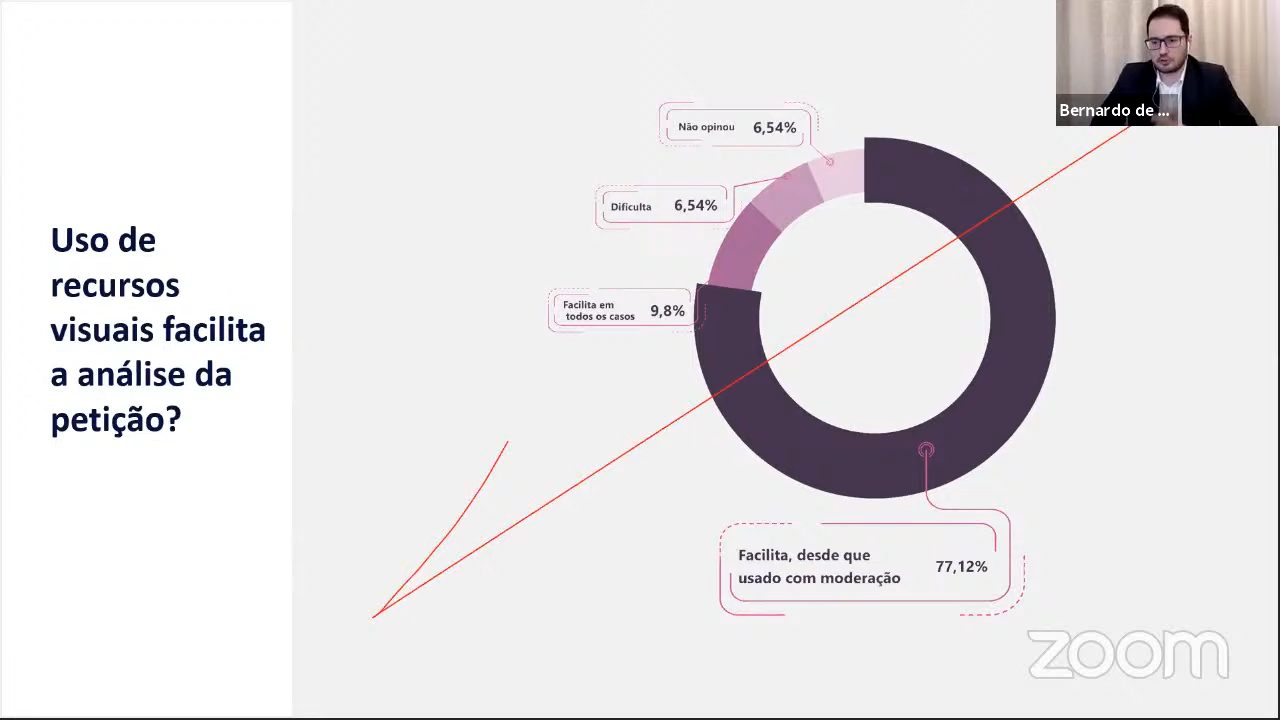 Uso de
recursos
visuais facilita
a análise da
petição?
Bernardo de ...
Não opinou 6,54%
Dificulta 6,54%
Facilita em
todos os casos 9,8%
Facilita, desde que
usado com moderação 77,12%
zoom